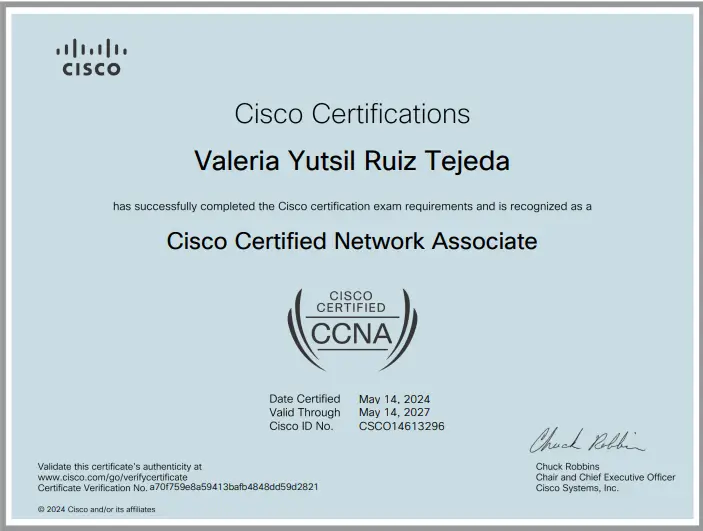 CISCO
Cisco Certifications
Valeria Yutsil Ruiz Tejeda
has successfully completed the Cisco certification exam requirements and is recognized as a
Cisco Certified Network Associate
CISCO
CERTIFIED
CCNA
Date Certified May 14, 2024
Valid Through May 14, 2027
Cisco ID No. CSCO14613296
Chuck Robbins
Validate this certificate's authenticity at
www.cisco.com/go/verifycertificate
Certificate Verification No. a70f759e8a59413bafb4848dd59d2821
Chuck Robbins
Chair and Chief Executive Officer
Cisco Systems, Inc.
© 2024 Cisco and/or its affiliates